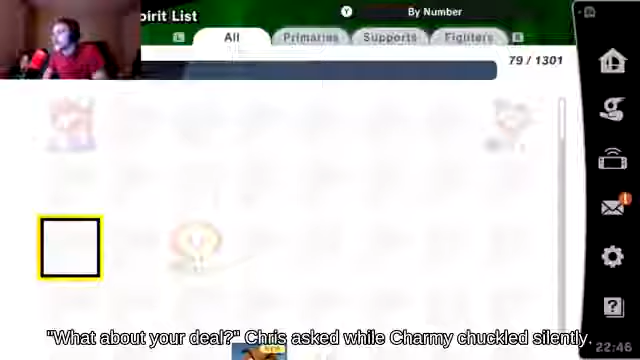 pirit List
Y By Number
L All Primaries Supports Fighters R
79 / 1301
"What about your deal?" Chris asked while Charmy chuckled silently.
22:46